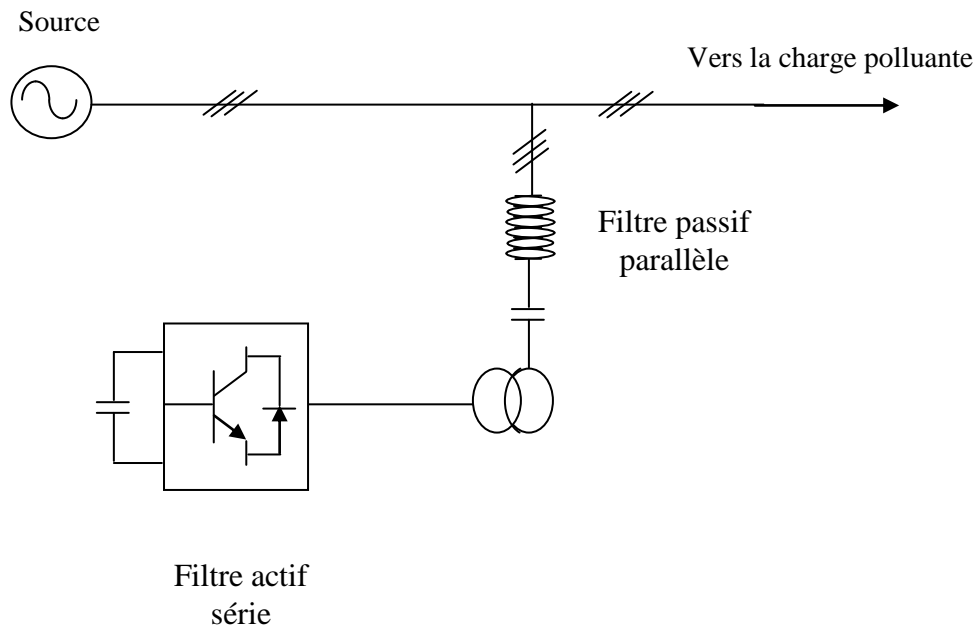 Source
Vers la charge polluante
Filtre passif
parallèle
Filtre actif
série